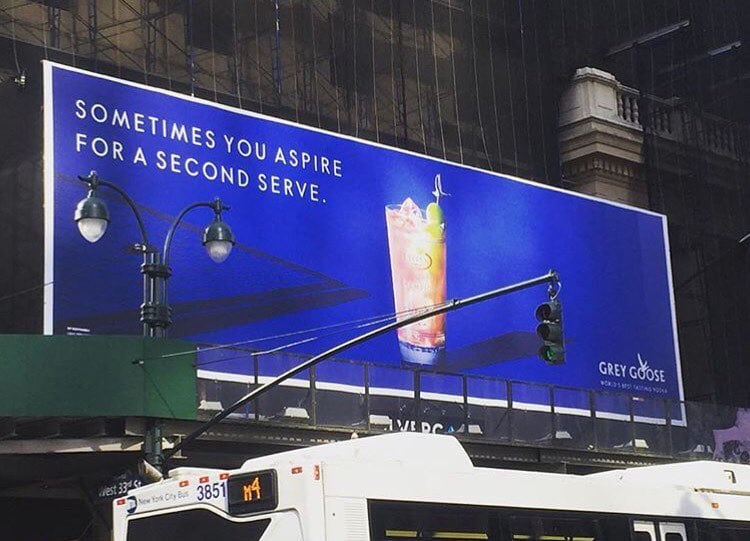 SOMETIMES YOU ASPIRE
FOR A SECOND SERVE.
GREY GOOSE
WORLD'S BEST TASTING VODKA
West 33rd St
New York City Bus
3851
M4